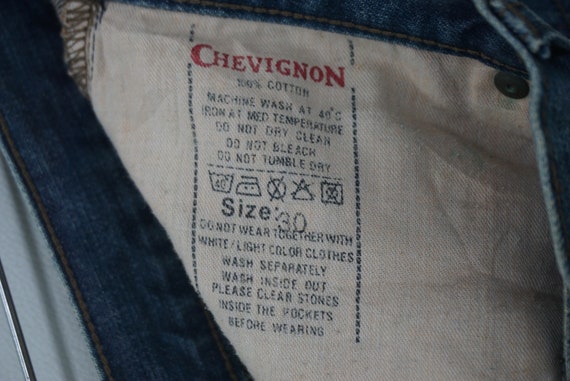 CHEVIGNON
100% COTTON
MACHINE WASH AT 40°C
IRON AT MED TEMPERATURE
DO NOT DRY CLEAN
DO NOT BLEACH
DO NOT TUMBLE DRY
40°
Size: 30
DO NOT WEAR TOGETHER WITH
WHITE/LIGHT COLOR CLOTHES
WASH SEPARATELY
WASH INSIDE OUT
PLEASE CLEAR STONES
INSIDE THE POCKETS
BEFORE WEARING